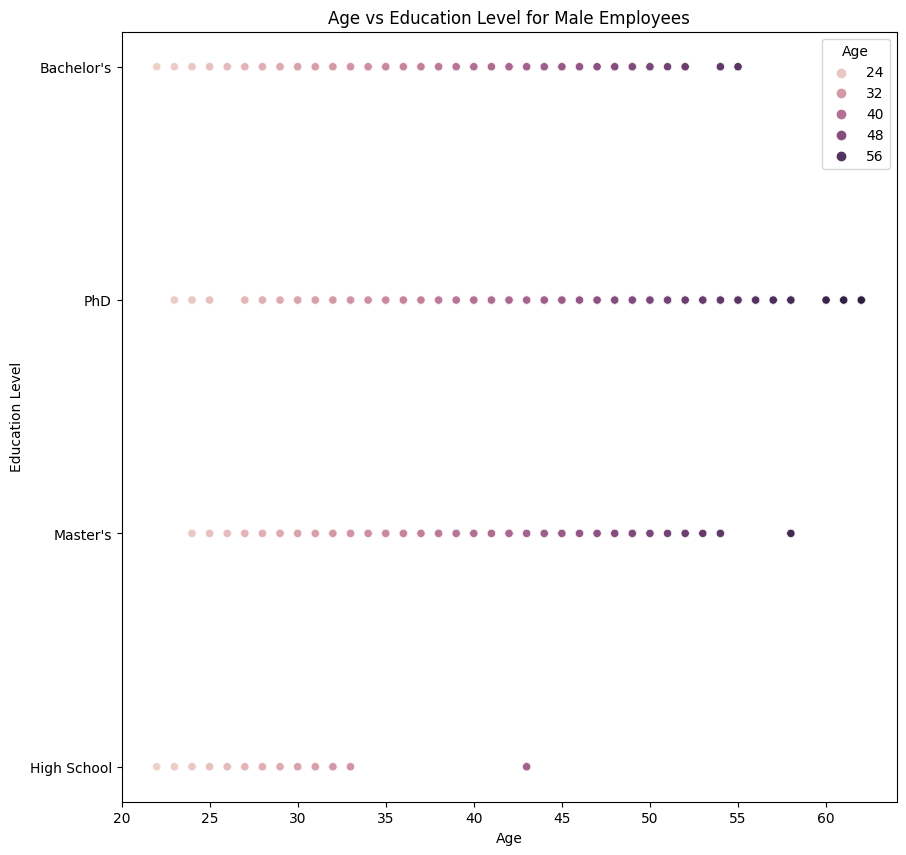 Age vs Education Level for Male Employees
Age
24
32
40
48
56
Education Level
Bachelor's
PhD
Master's
High School
20 25 30 35 40 45 50 55 60
Age